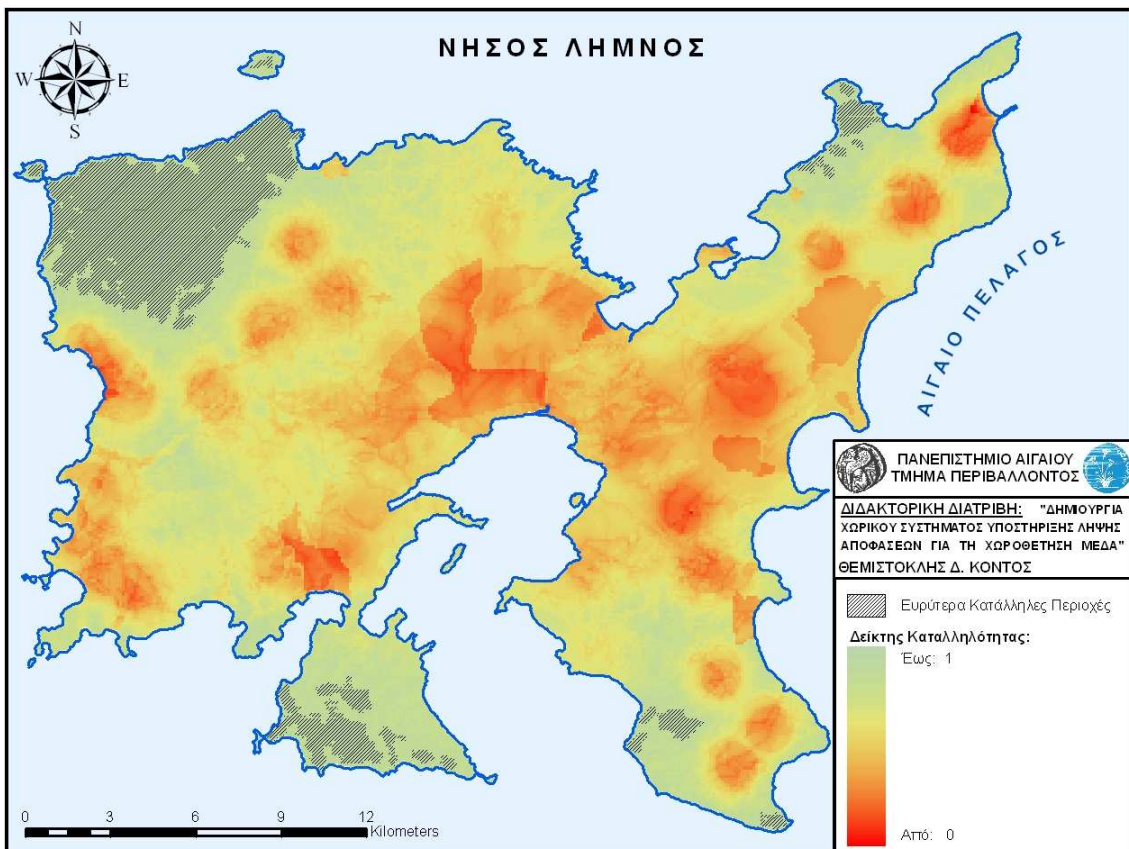 ΝΗΣΟΣ ΛΗΜΝΟΣ
N
W E
S
ΑΙΓΑΙΟ ΠΕΛΑΓΟΣ
ΠΑΝΕΠΙΣΤΗΜΙΟ ΑΙΓΑΙΟΥ
ΤΜΗΜΑ ΠΕΡΙΒΑΛΛΟΝΤΟΣ
ΔΙΔΑΚΤΟΡΙΚΗ ΔΙΑΤΡΙΒΗ: "ΔΗΜΙΟΥΡΓΙΑ
ΧΩΡΙΚΟΥ ΣΥΣΤΗΜΑΤΟΣ ΥΠΟΣΤΗΡΙΞΗΣ ΛΗΨΗΣ
ΑΠΟΦΑΣΕΩΝ ΓΙΑ ΤΗ ΧΩΡΟΘΕΤΗΣΗ ΜΕΔΑ"
ΘΕΜΙΣΤΟΚΛΗΣ Δ. ΚΟΝΤΟΣ
Ευρύτερα Κατάλληλες Περιοχές
Δείκτης Καταλληλότητας:
Έως: 1
Από: 0
0 3 6 9 12
Kilometers